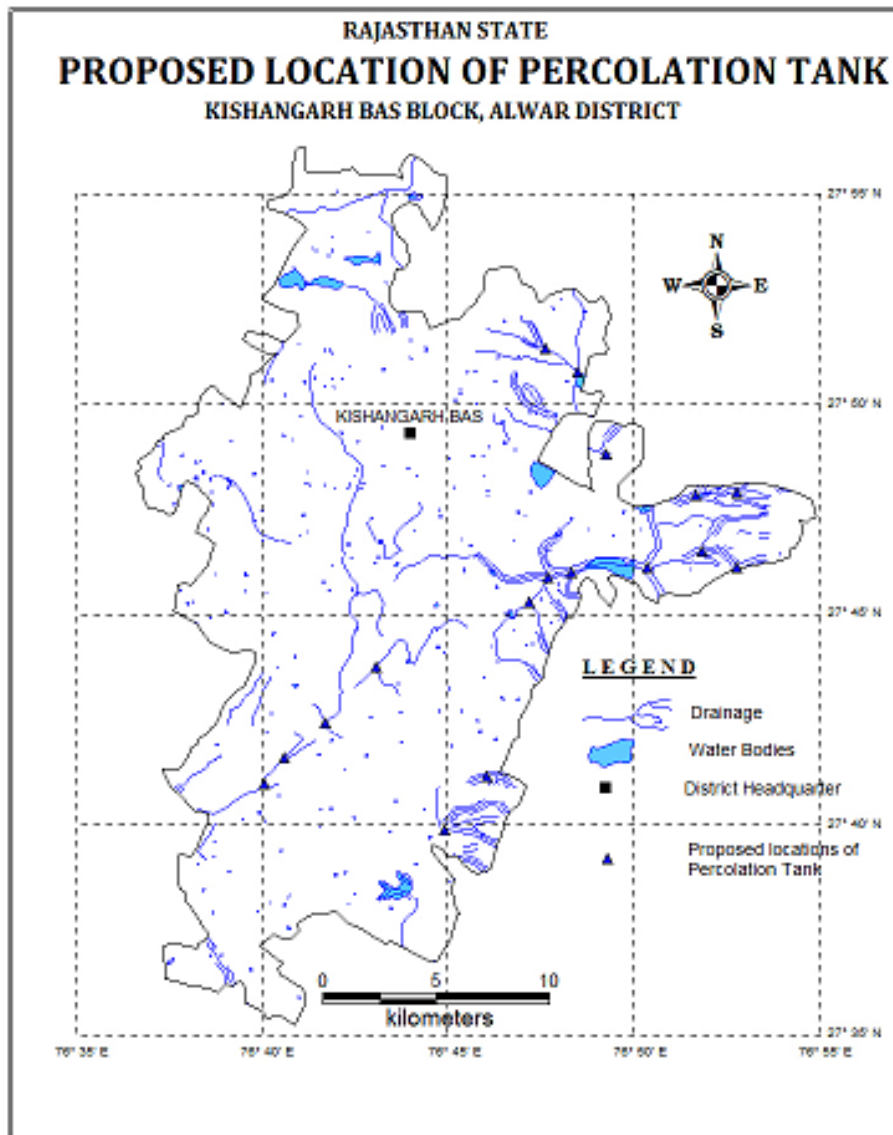 RAJASTHAN STATE
PROPOSED LOCATION OF PERCOLATION TANK
KISHANGARH BAS BLOCK, ALWAR DISTRICT
27° 55' N
N
W E
S
27° 50' N
KISHANGARH BAS
27° 45' N
LEGEND
Drainage
Water Bodies
District Headquarter
27° 40' N
Proposed locations of
Percolation Tank
0 5 10
kilometers
27° 35' N
76° 35' E 76° 40' E 76° 45' E 76° 50' E 76° 55' E